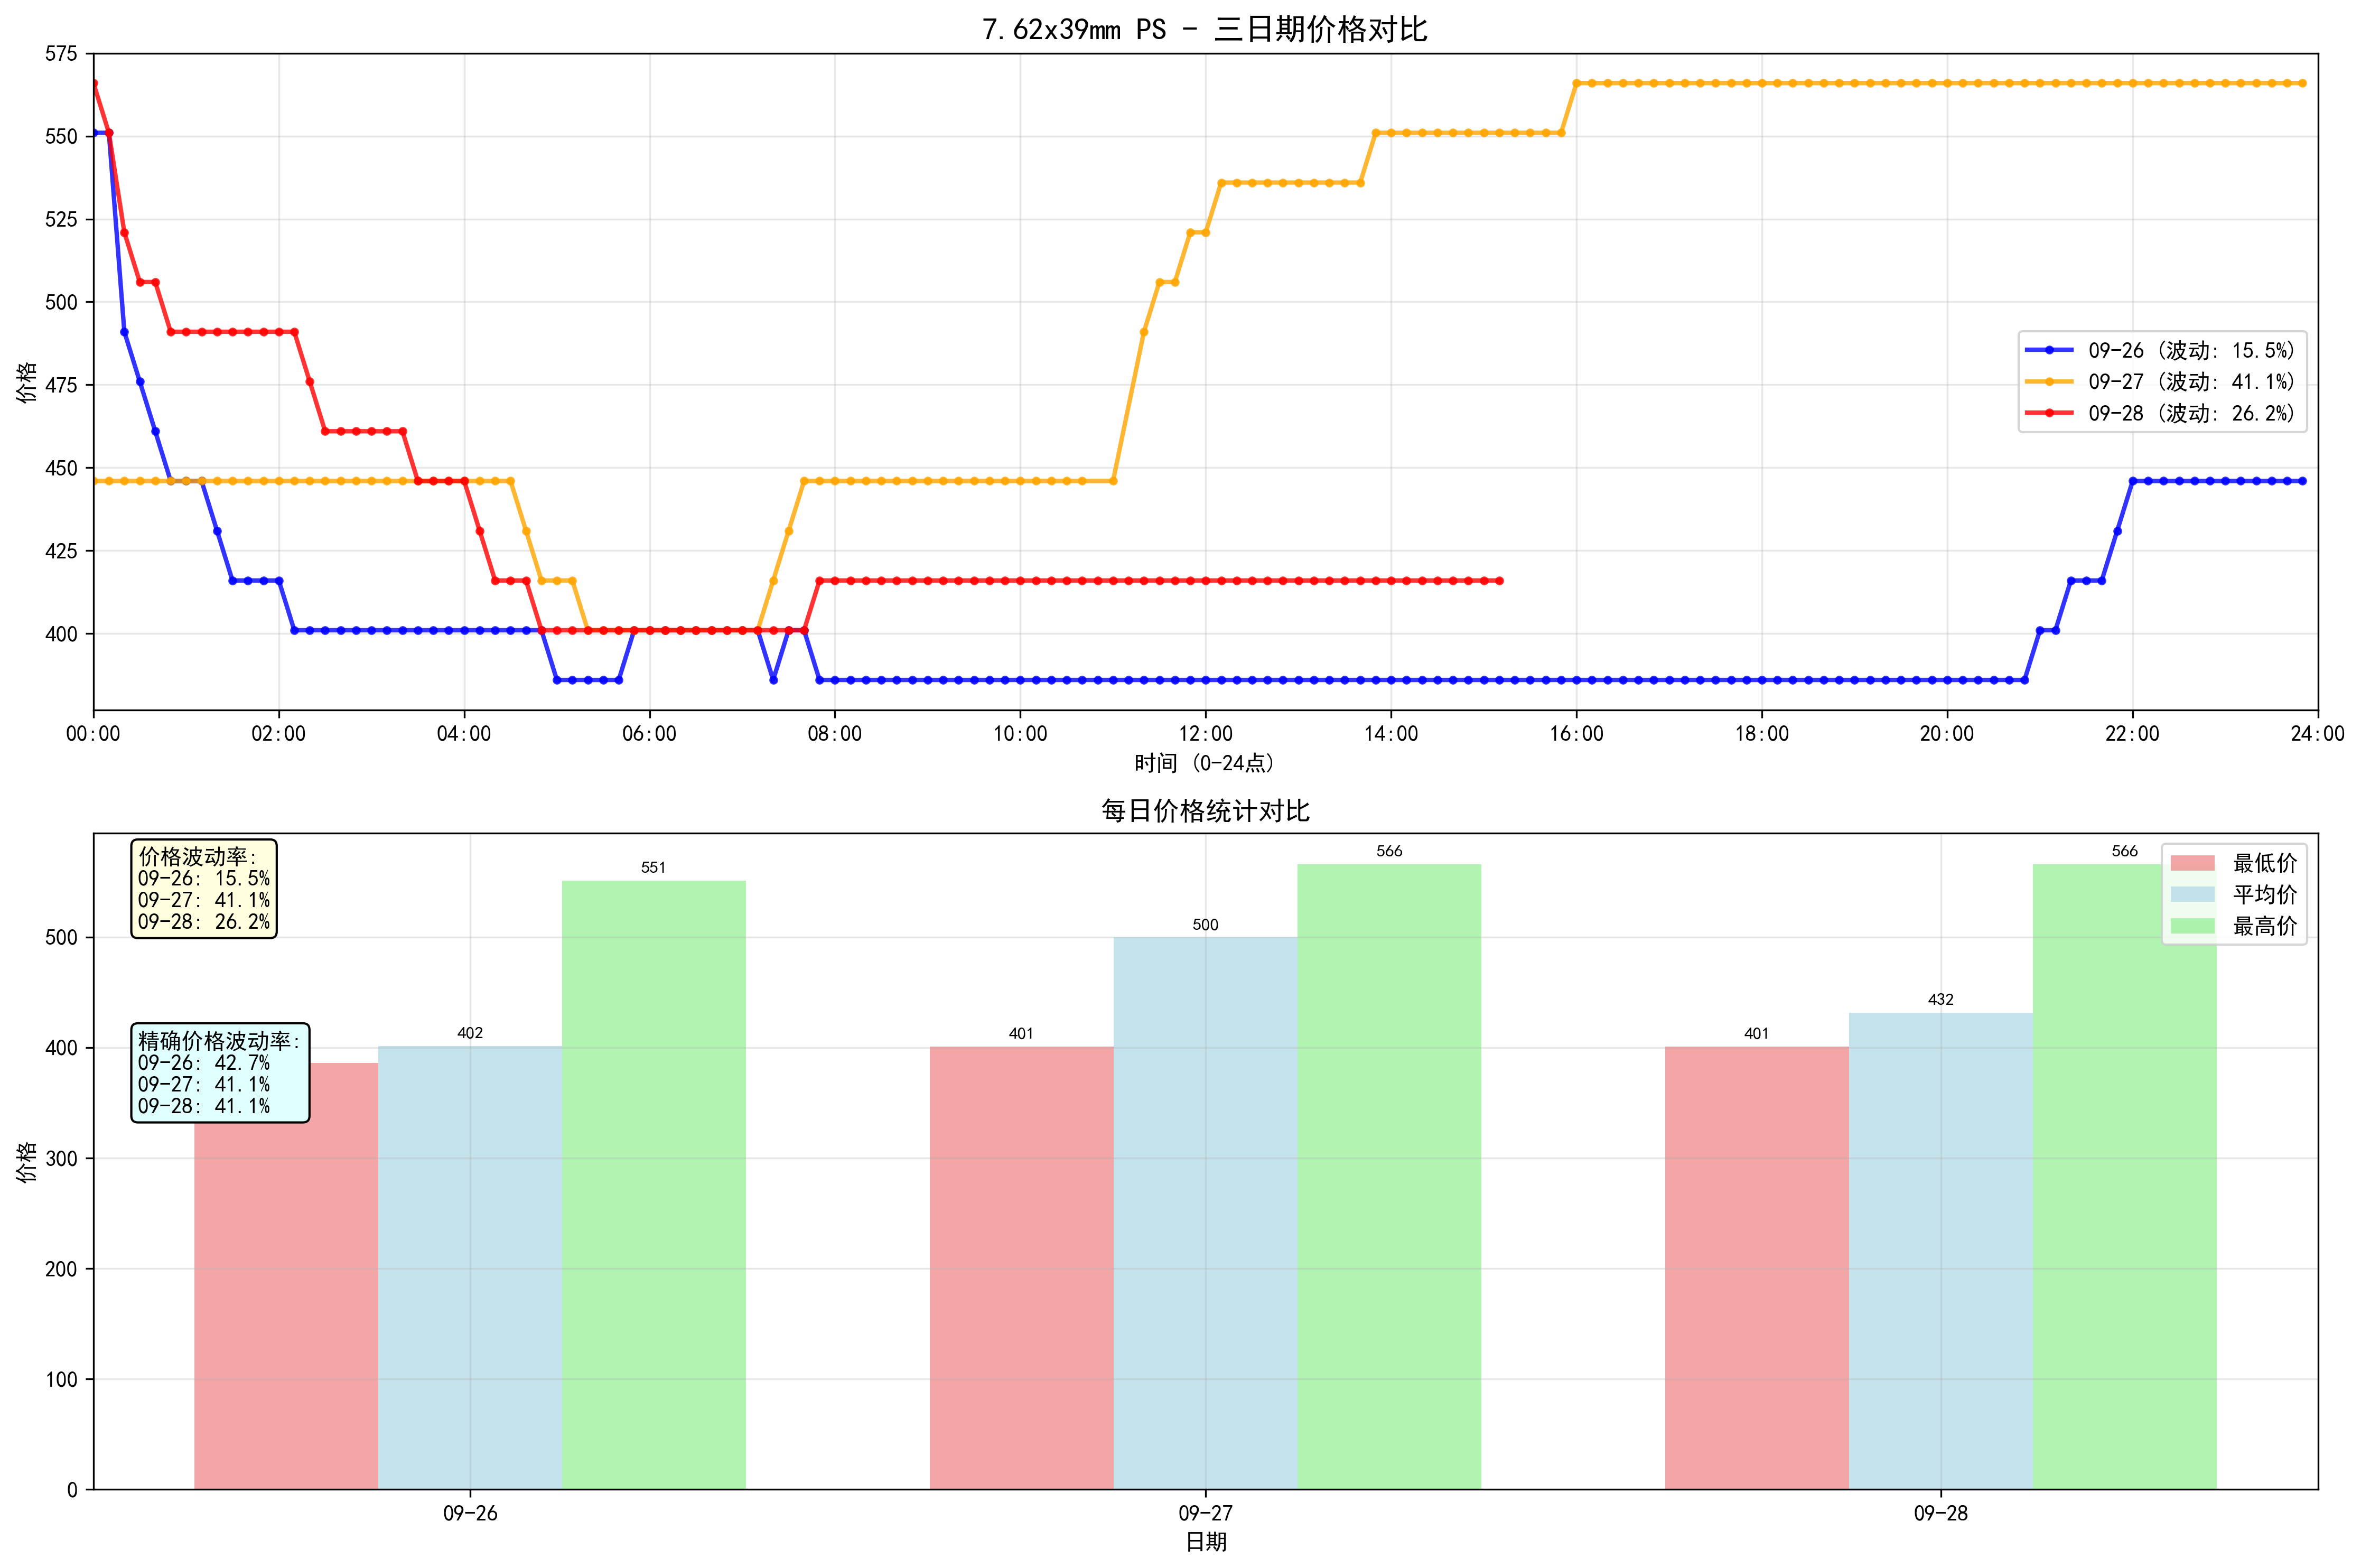 7.62x39mm PS - 三日期价格对比
575
550
525
500
475
450
425
400
价格
09-26 (波动: 15.5%)
09-27 (波动: 41.1%)
09-28 (波动: 26.2%)
00:00 02:00 04:00 06:00 08:00 10:00 12:00 14:00 16:00 18:00 20:00 22:00 24:00
时间 (0-24点)
每日价格统计对比
价格波动率:
09-26: 15.5%
09-27: 41.1%
09-28: 26.2%
精确价格波动率:
09-26: 42.7%
09-27: 41.1%
09-28: 41.1%
402
551
401
500
566
401
432
566
最低价
平均价
最高价
500
400
300
200
100
0
价格
09-26 09-27 09-28
日期